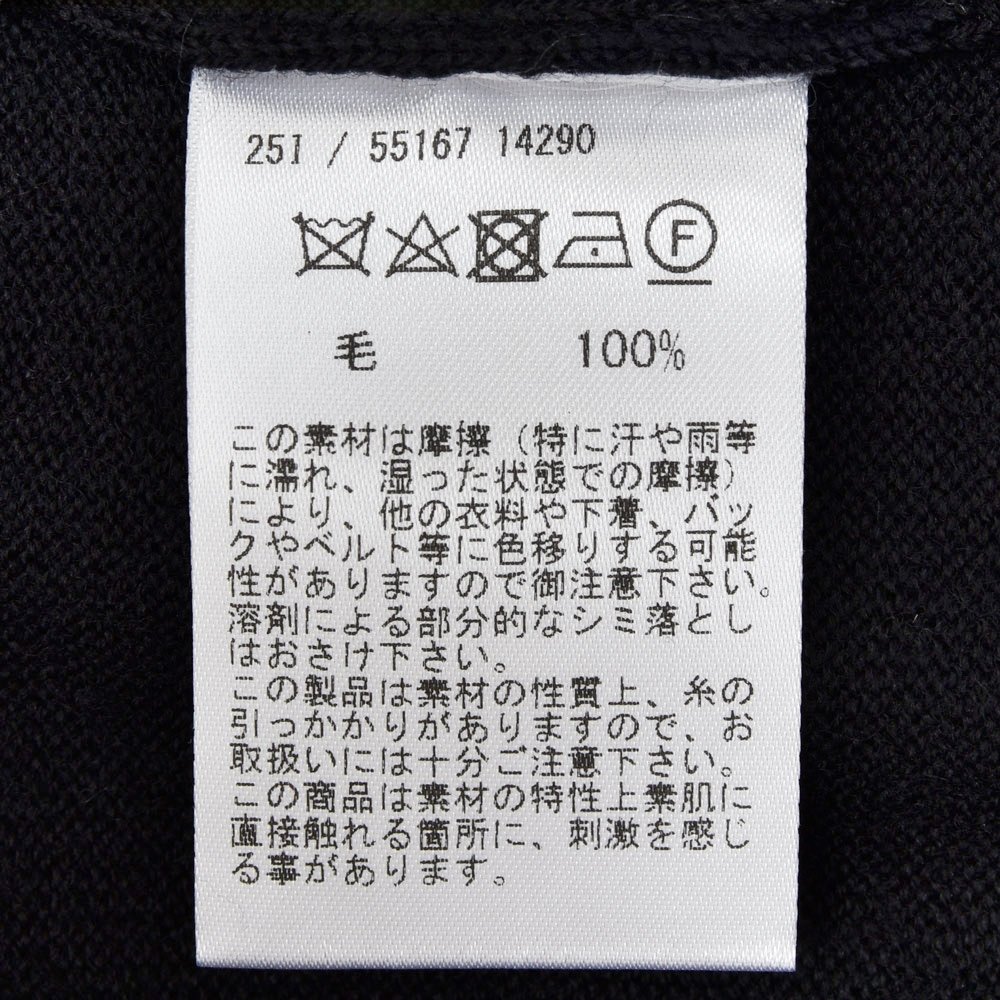 251 / 55167 14290
F
毛 100%
この素材は摩擦(特に汗や雨等
に濡れ、湿った状態での摩擦)
により、他の衣料や下着、バッ
クやベルト等に色移りする可能
性がありますので御注意下さい。
溶剤による部分的なシミ落とし
はおさけ下さい。
この製品は素材の性質上、糸の
引っかかりがありますので、お
取扱いには十分ご注意下さい。
この商品は素材の特性上素肌に
直接触れる箇所に、刺激を感じ
る事があります。